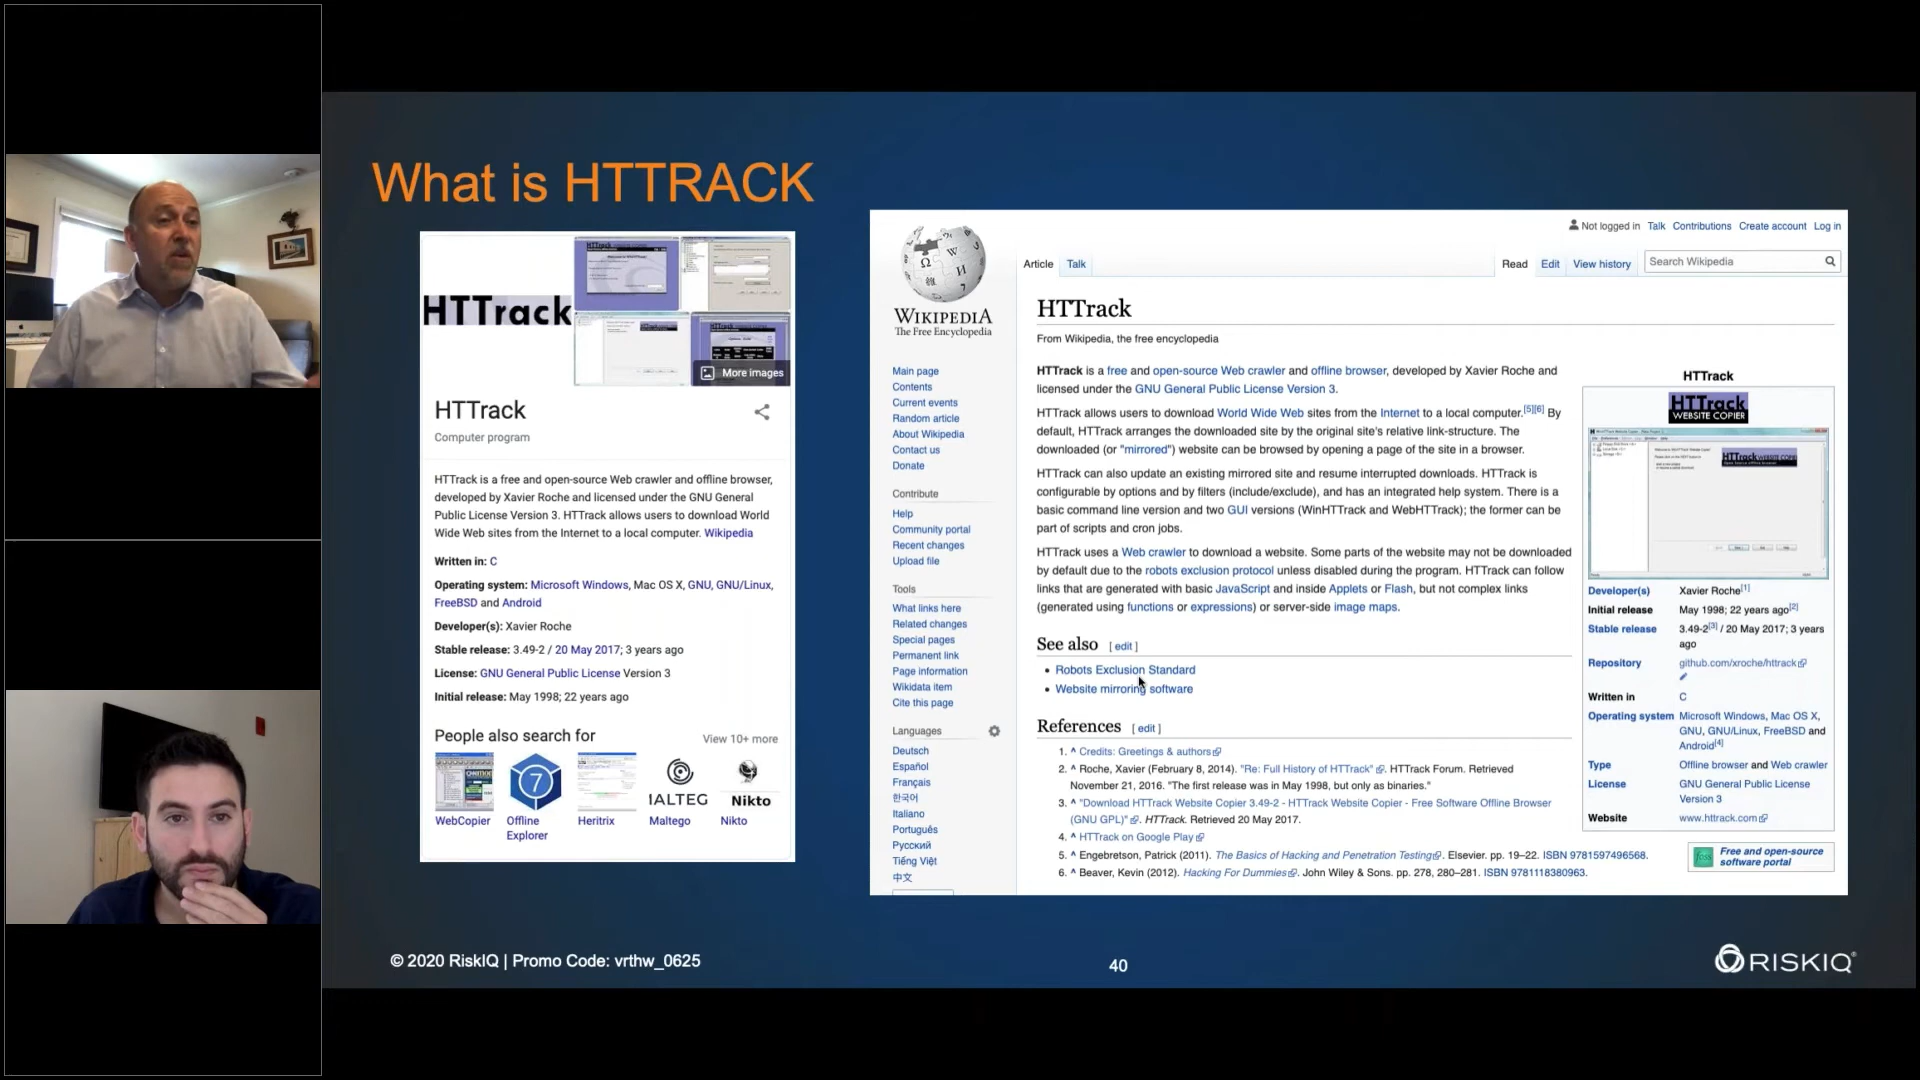 What is HTTRACK
HTTrack
More images
HTTrack
Computer program
HTTrack is a free and open-source Web crawler and offline browser,
developed by Xavier Roche and licensed under the GNU General
Public License Version 3. HTTrack allows users to download World
Wide Web sites from the Internet to a local computer. Wikipedia
Written in: C
Operating system: Microsoft Windows, Mac OS X, GNU, GNU/Linux,
FreeBSD and Android
Developer(s): Xavier Roche
Stable release: 3.49-2 / 20 May 2017; 3 years ago
License: GNU General Public License Version 3
Initial release: May 1998; 22 years ago
People also search for
View 10+ more
7
IALTEG
Nikto
WebCopier
Offline
Explorer
Heritrix
Maltego
Nikto
WIKIPEDIA
The Free Encyclopedia
Main page
Contents
Current events
Random article
About Wikipedia
Contact us
Donate
Contribute
Help
Community portal
Recent changes
Upload file
Tools
What links here
Related changes
Special pages
Permanent link
Page information
Wikidata item
Cite this page
Languages
Deutsch
Español
Français
한국어
Italiano
Português
Русский
Tiếng Việt
中文
Not logged in Talk Contributions Create account Log in
Article Talk
Read Edit View history
Search Wikipedia
HTTrack
From Wikipedia, the free encyclopedia
HTTrack is a free and open-source Web crawler and offline browser, developed by Xavier Roche and
licensed under the GNU General Public License Version 3.
HTTrack allows users to download World Wide Web sites from the Internet to a local computer.[5][6] By
default, HTTrack arranges the downloaded site by the original site's relative link-structure. The
downloaded (or "mirrored") website can be browsed by opening a page of the site in a browser.
HTTrack can also update an existing mirrored site and resume interrupted downloads. HTTrack is
configurable by options and by filters (include/exclude), and has an integrated help system. There is a
basic command line version and two GUI versions (WinHTTrack and WebHTTrack); the former can be
part of scripts and cron jobs.
HTTrack uses a Web crawler to download a website. Some parts of the website may not be downloaded
by default due to the robots exclusion protocol unless disabled during the program. HTTrack can follow
links that are generated with basic JavaScript and inside Applets or Flash, but not complex links
(generated using functions or expressions) or server-side image maps.
See also [ edit ]
• Robots Exclusion Standard
• Website mirroring software
References [ edit ]
1. ^ Credits: Greetings & authors
2. ^ Roche, Xavier (February 8, 2014). "Re: Full History of HTTrack". HTTrack Forum. Retrieved
November 21, 2016. "The first release was in May 1998, but only as binaries."
3. ^ "Download HTTrack Website Copier 3.49-2 - HTTrack Website Copier - Free Software Offline Browser
(GNU GPL)". HTTrack. Retrieved 20 May 2017.
4. ^ HTTrack on Google Play
5. ^ Engebretson, Patrick (2011). The Basics of Hacking and Penetration Testing. Elsevier. pp. 19–22. ISBN 9781597496568.
6. ^ Beaver, Kevin (2012). Hacking For Dummies. John Wiley & Sons. pp. 278, 280–281. ISBN 9781118380963.
HTTrack
HTTrack
WEBSITE COPIER
Developer(s) Xavier Roche[1]
Initial release May 1998; 22 years ago[2]
Stable release 3.49-2[3] / 20 May 2017; 3 years
ago
Repository github.com/xroche/httrack
Written in C
Operating system Microsoft Windows, Mac OS X,
GNU, GNU/Linux, FreeBSD and
Android[4]
Type Offline browser and Web crawler
License GNU General Public License
Version 3
Website www.httrack.com
Free and open-source
software portal
© 2020 RiskIQ | Promo Code: vrthw_0625
40
RISKIQ